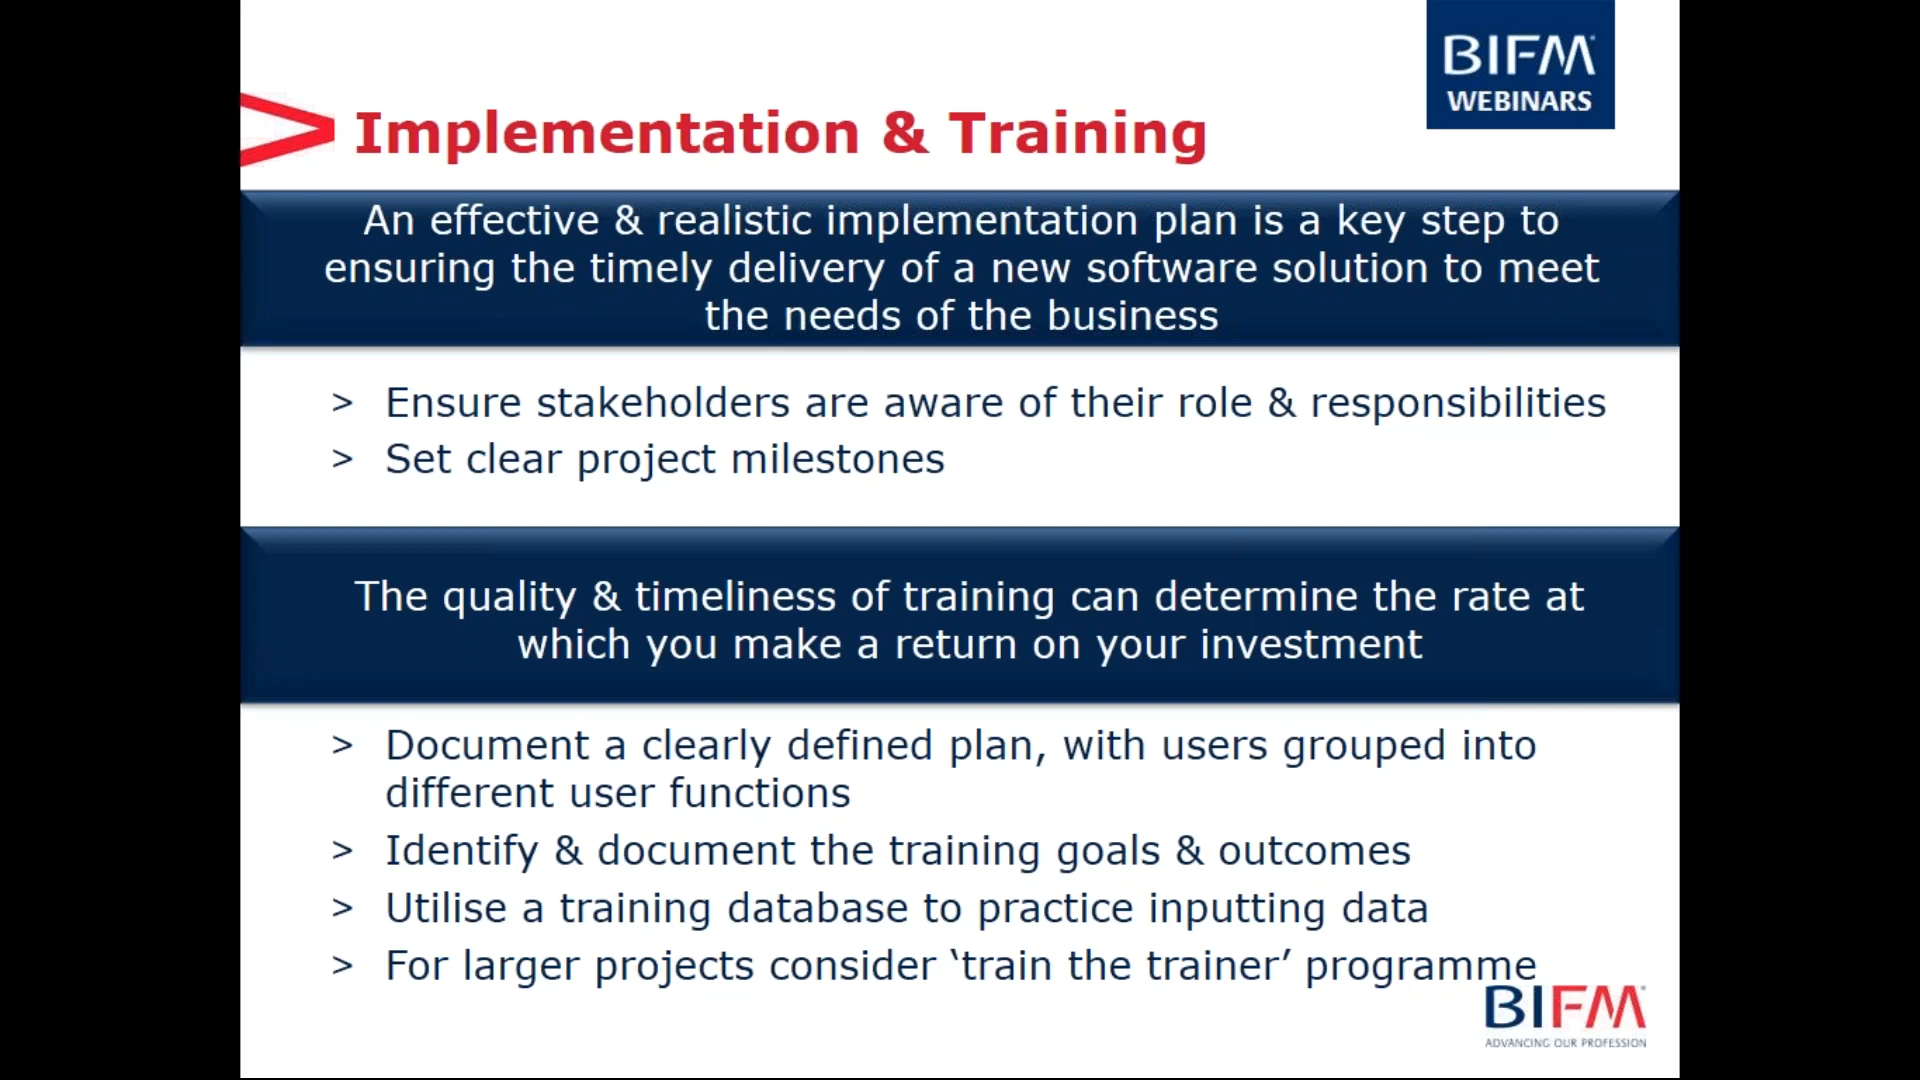 BIFM
WEBINARS
Implementation & Training
An effective & realistic implementation plan is a key step to
ensuring the timely delivery of a new software solution to meet
the needs of the business
> Ensure stakeholders are aware of their role & responsibilities
> Set clear project milestones
The quality & timeliness of training can determine the rate at
which you make a return on your investment
> Document a clearly defined plan, with users grouped into
different user functions
> Identify & document the training goals & outcomes
> Utilise a training database to practice inputting data
> For larger projects consider ‘train the trainer’ programme
BIFM
ADVANCING OUR PROFESSION